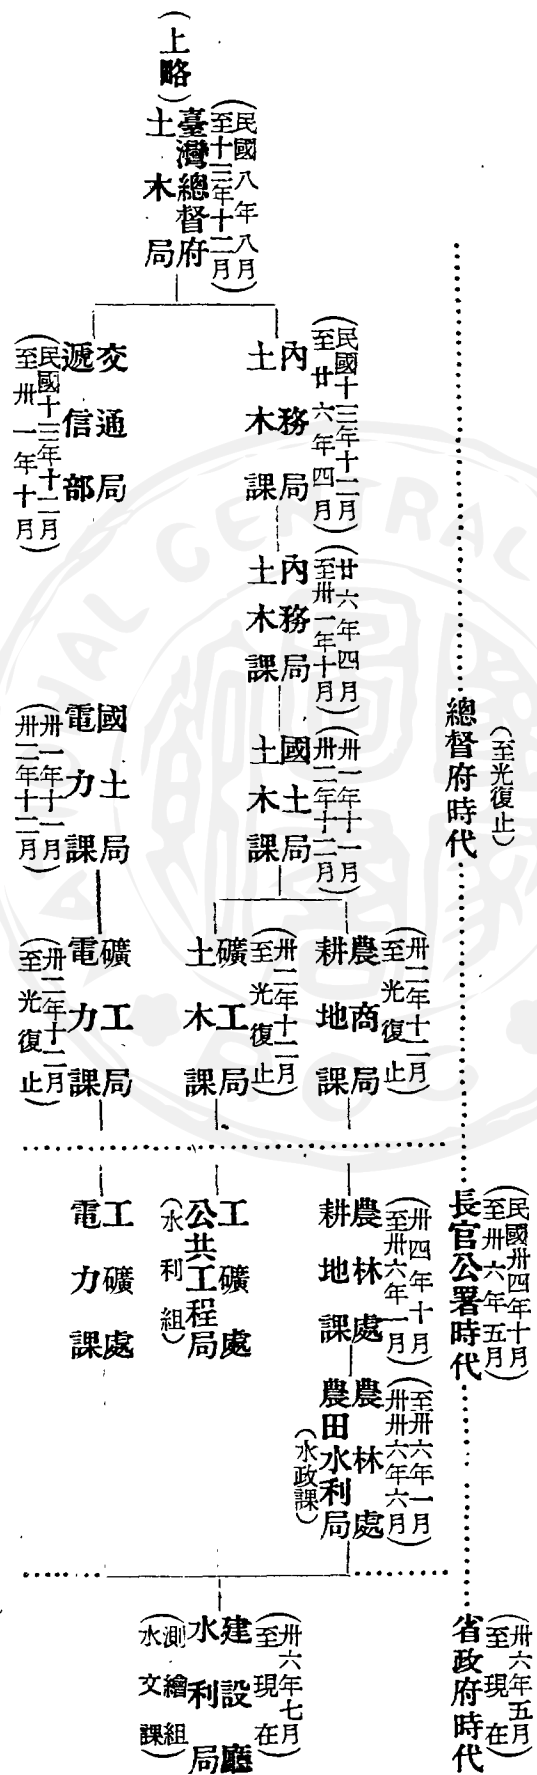 (上略)
(民國八年八月
至十三年十二月)
臺灣總督府
土木局
(民國十三年十二月
至廿六年四月)
內務局
土木課
交通局
遞信部
(民國十三年十二月
至卅一年十月)
(廿六年四月
至卅一年十月)
內務局
土木課
(卅一年十一月
卅二年十二月)
國土局
土木課
國土局
電力課
(卅一年十一月
卅二年十二月)
(至光復止)
總督府時代
(卅二年十二月
至光復止)
農商局
耕地課
(卅二年十二月
至光復止)
礦工局
土木課
礦工局
電力課
(卅二年十二月
至光復止)
(民國卅四年十月
至卅六年五月)
長官公署時代
(卅四年十月
至卅六年一月)
農林處
耕地課
工礦處
公共工程局
(水利組)
工礦處
電力課
(至卅六年一月
卅六年六月)
農林處
農田水利局
(水政課)
(卅六年五月
至現在)
省政府時代
(卅六年七月
至現在)
建設廳
水利局
(測繪組
水文課)
NATIONAL CENTRAL
ROC